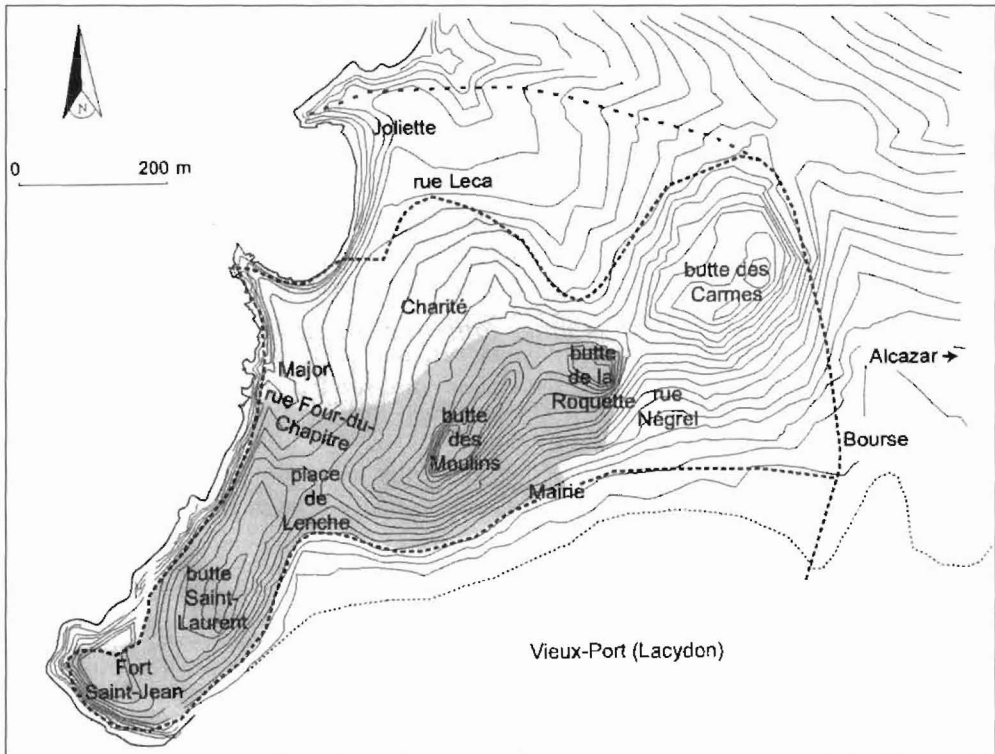 N
0
200 m
Joliette
rue Leca
butte des
Carmes
Charité
Alcazar
Major
butte
de la
Roquette
rue
Négrel
rue Four-du-
Chapitre
butte
des
Moulins
Bourse
place
de
Lenche
Mairie
butte
Saint-
Laurent
Vieux-Port (Lacydon)
Fort
Saint-Jean